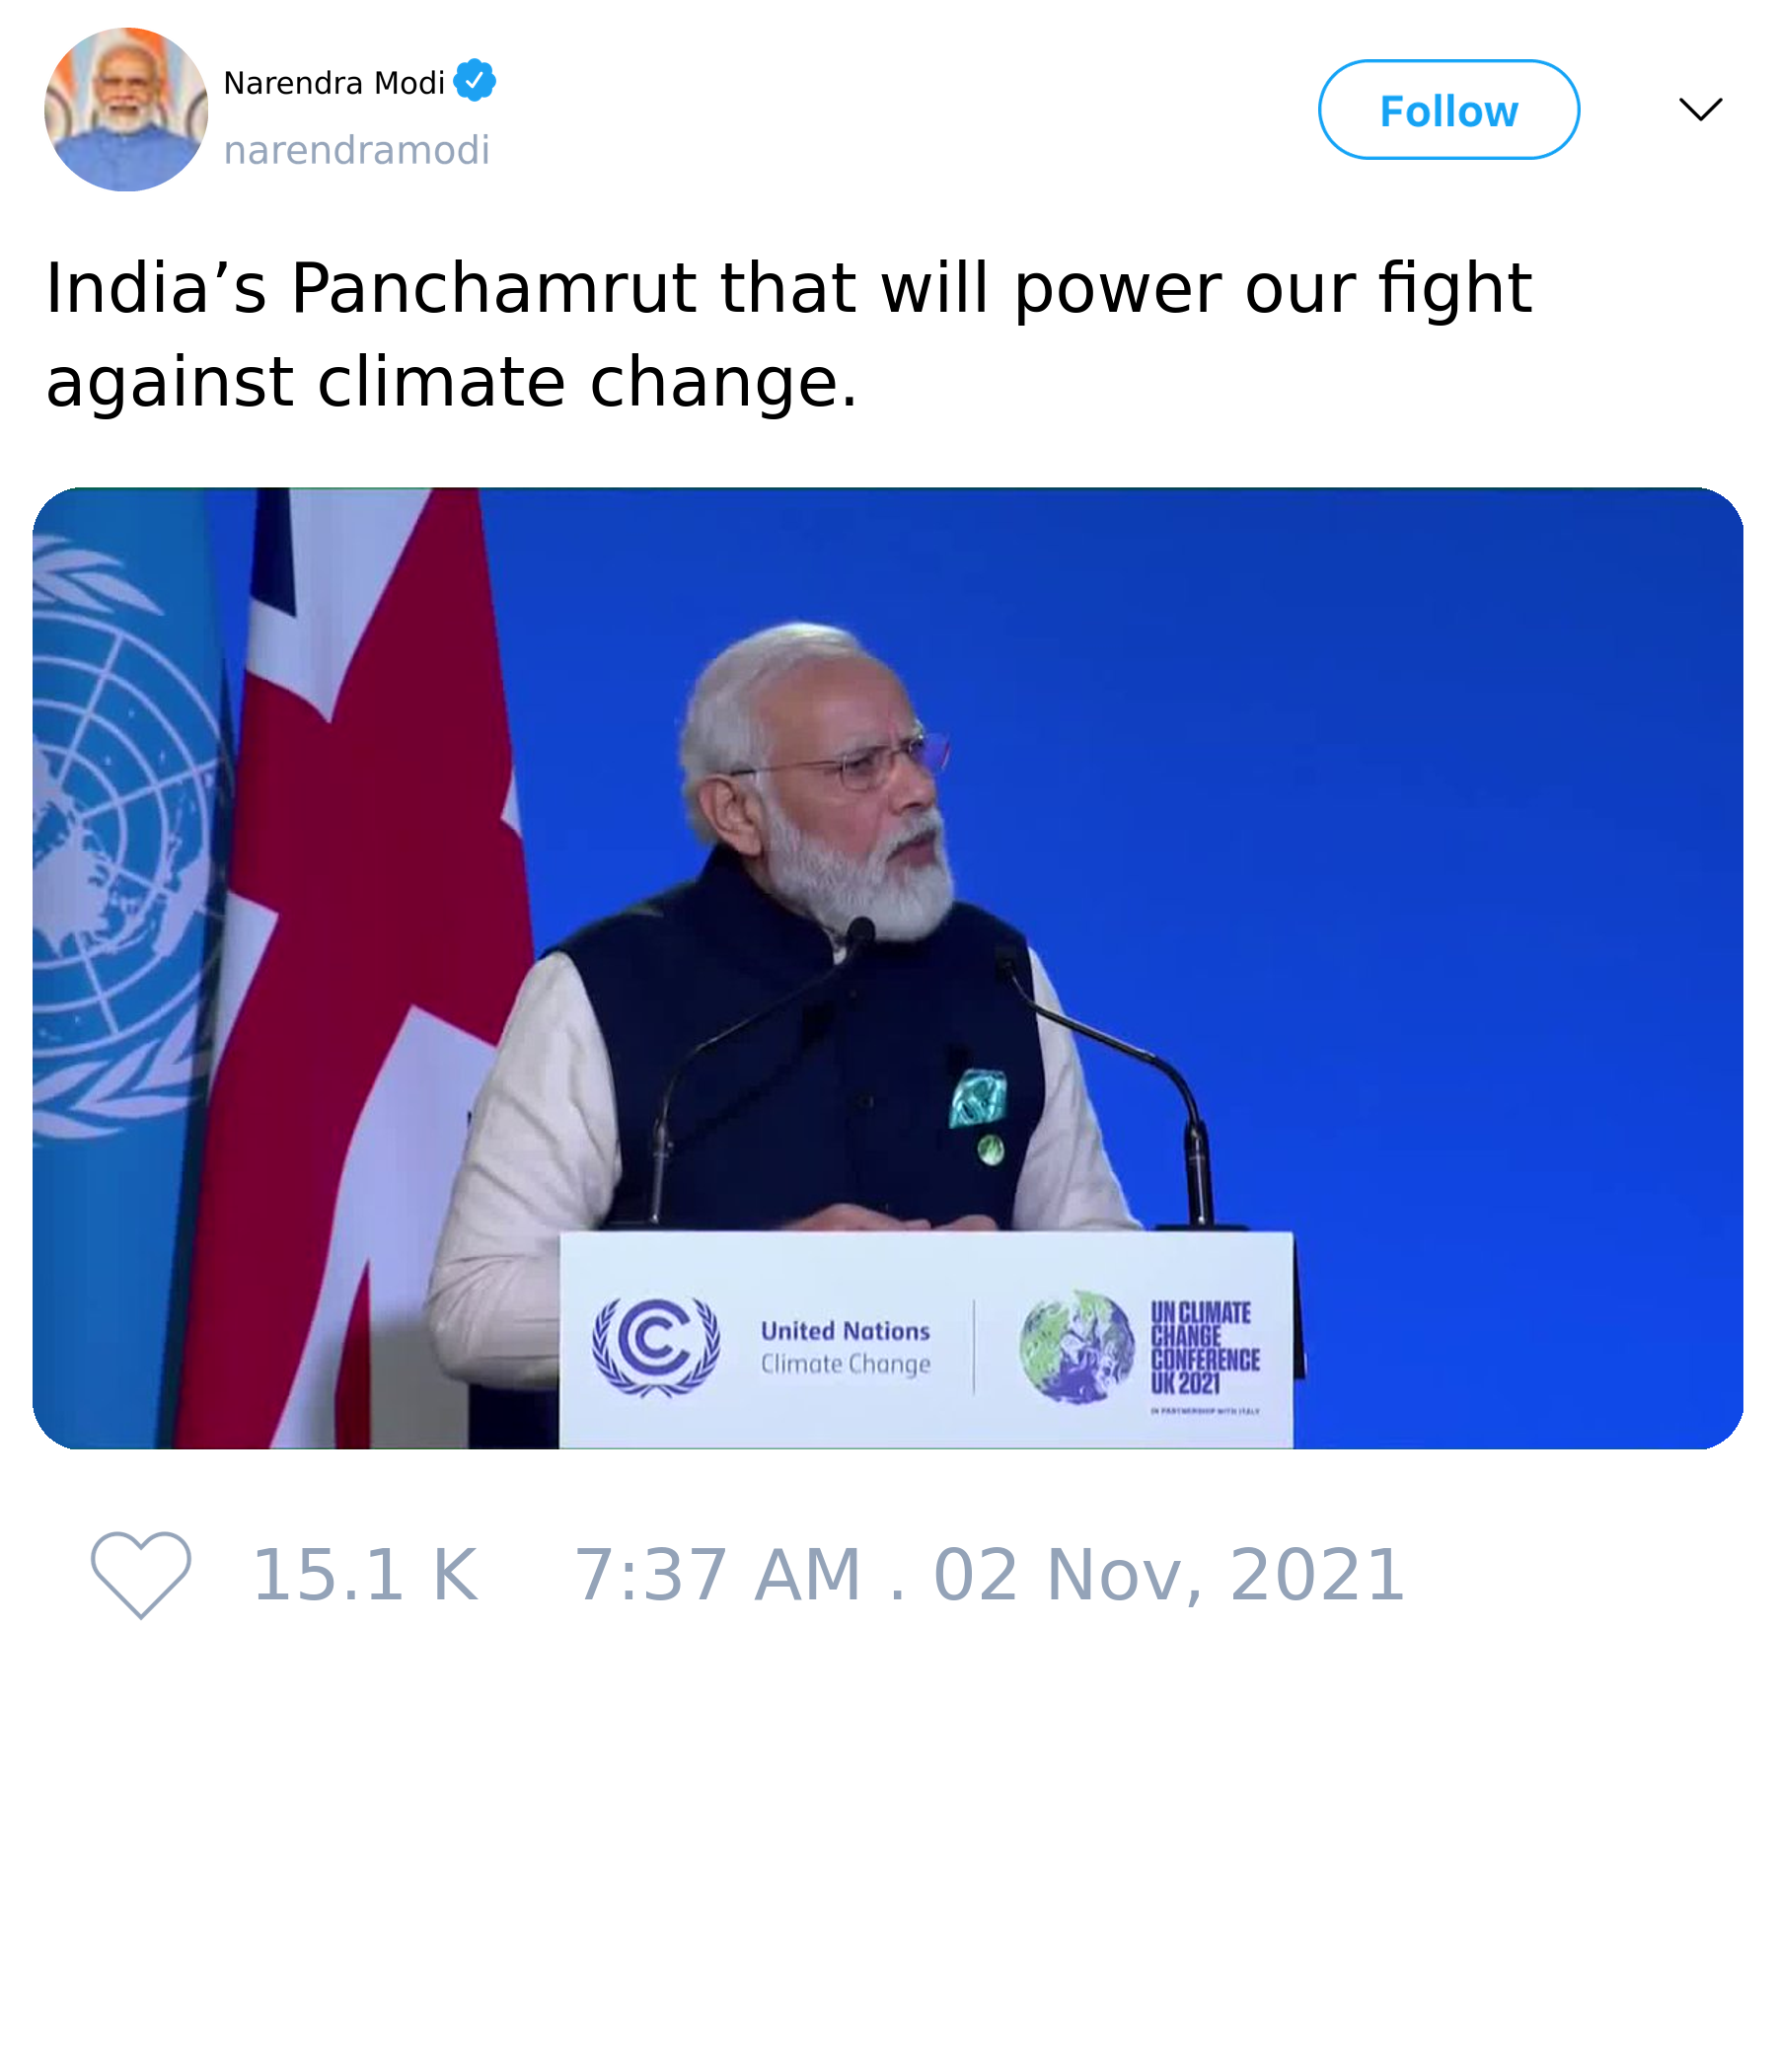 Narendra Modi
narendramodi
Follow
India’s Panchamrut that will power our fight
against climate change.
United Nations
Climate Change
UN CLIMATE
CHANGE
CONFERENCE
UK 2021
IN PARTNERSHIP WITH ITALY
15.1 K 7:37 AM . 02 Nov, 2021